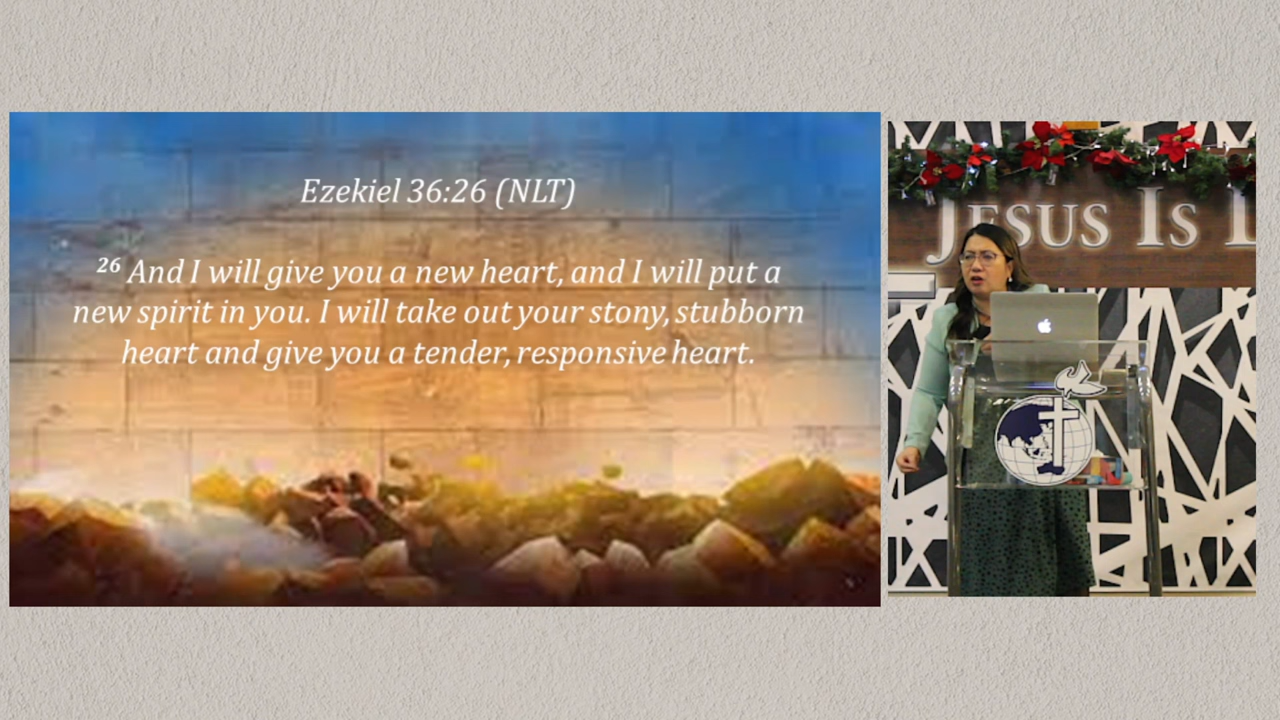 Ezekiel 36:26 (NLT)
26 And I will give you a new heart, and I will put a
new spirit in you. I will take out your stony, stubborn
heart and give you a tender, responsive heart.
JESUS IS L